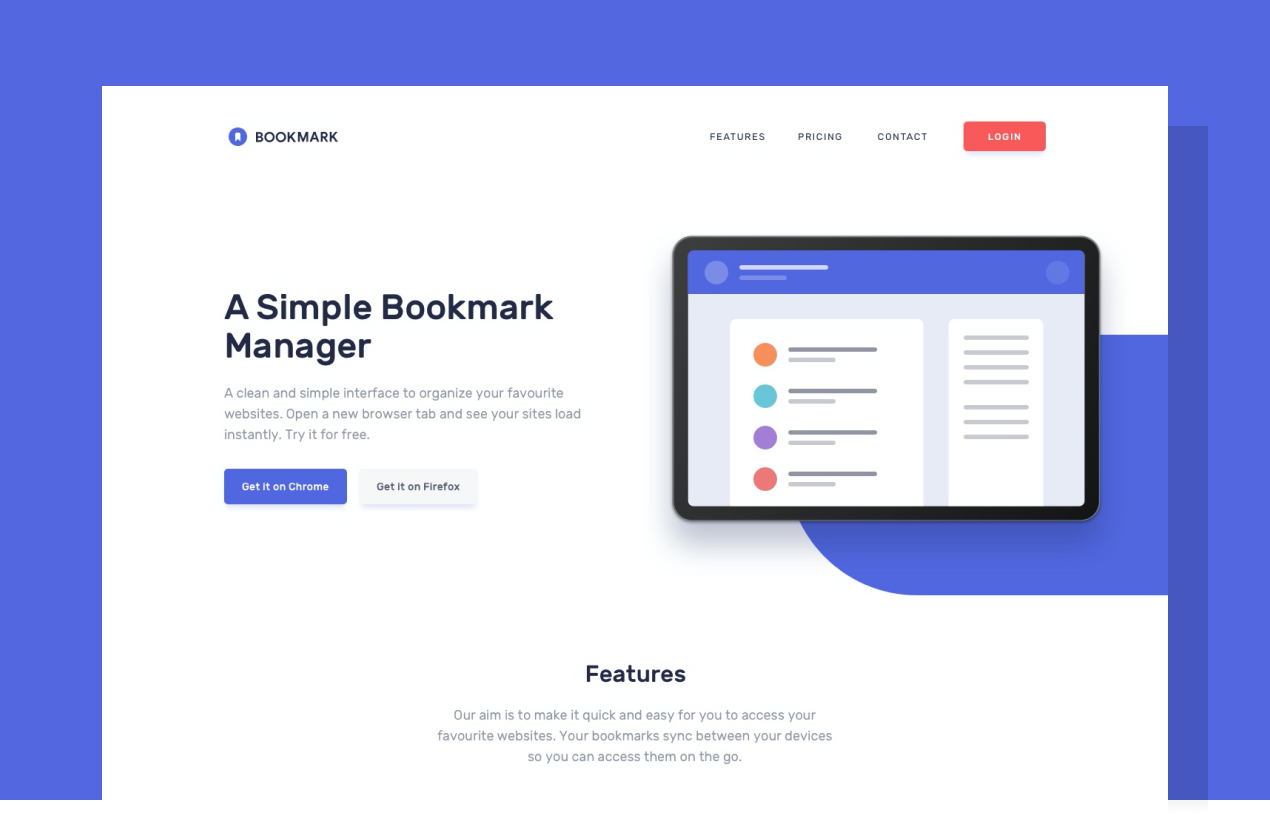 BOOKMARK
FEATURES
PRICING
CONTACT
LOGIN
A Simple Bookmark
Manager
A clean and simple interface to organize your favourite
websites. Open a new browser tab and see your sites load
instantly. Try it for free.
Get it on Chrome
Get it on Firefox
Features
Our aim is to make it quick and easy for you to access your
favourite websites. Your bookmarks sync between your devices
so you can access them on the go.